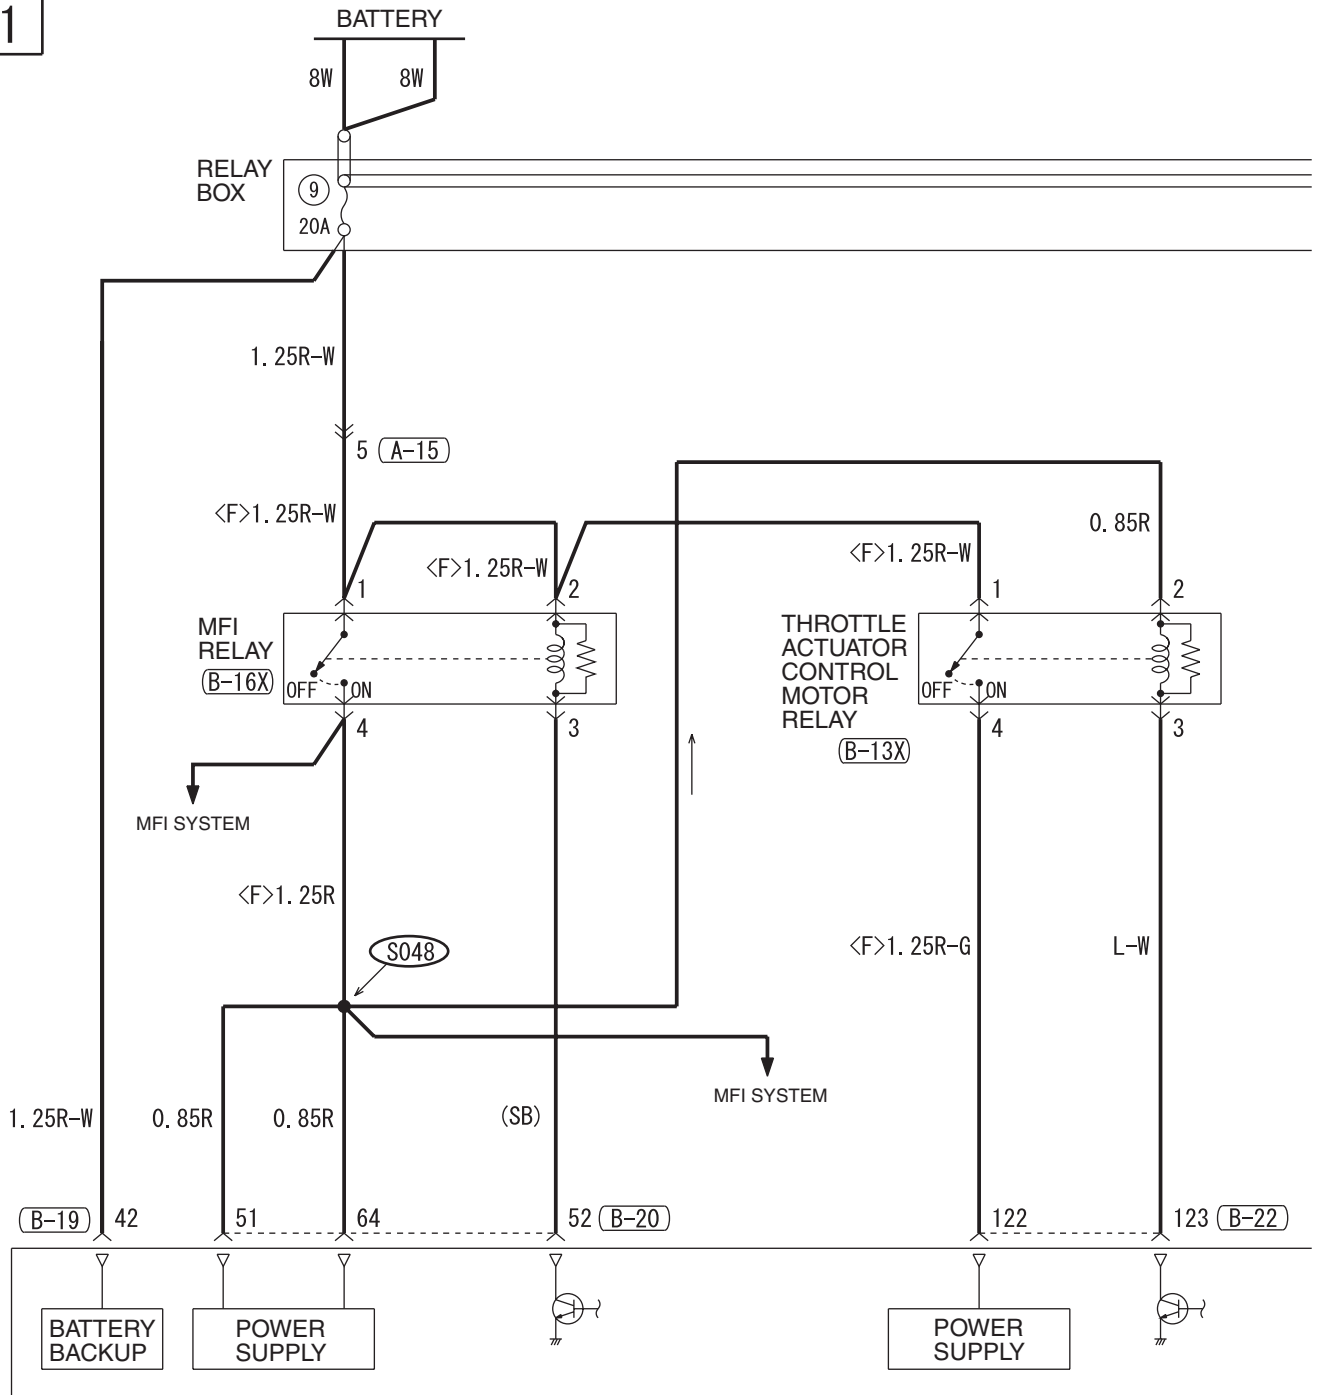 1
BATTERY
8W
8W
RELAY
BOX
9
20A
1.25R-W
5
A-15
<F>1.25R-W
0.85R
<F>1.25R-W
<F>1.25R-W
1
2
1
2
MFI
RELAY
B-16X
OFF
ON
THROTTLE
ACTUATOR
CONTROL
MOTOR
RELAY
B-13X
OFF
ON
4
3
4
3
MFI SYSTEM
<F>1.25R
S048
<F>1.25R-G
L-W
MFI SYSTEM
1.25R-W
0.85R
0.85R
(SB)
B-19
42
51
64
52
B-20
122
123
B-22
BATTERY
BACKUP
POWER
SUPPLY
POWER
SUPPLY